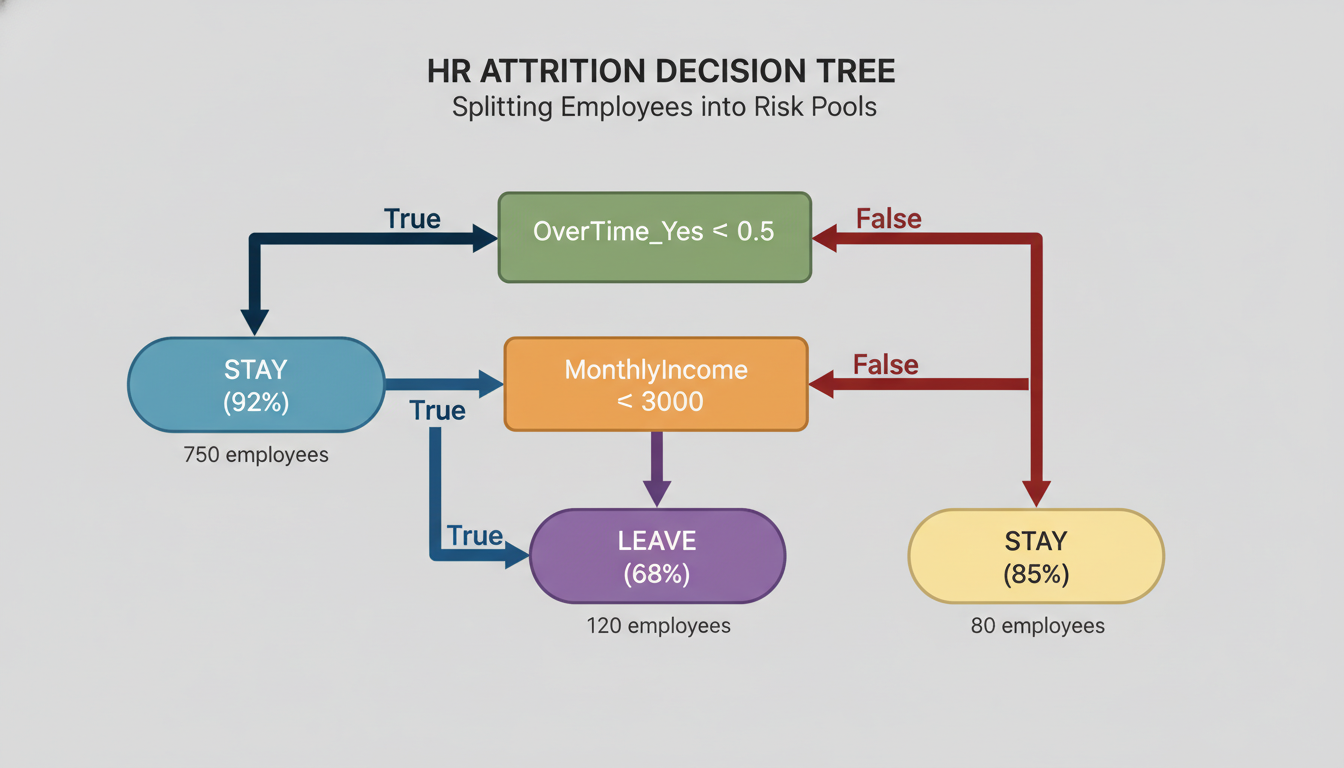 HR ATTRITION DECISION TREE
Splitting Employees into Risk Pools
True
OverTime_Yes < 0.5
False
STAY
(92%)
750 employees
True
MonthlyIncome
< 3000
False
True
LEAVE
(68%)
120 employees
STAY
(85%)
80 employees